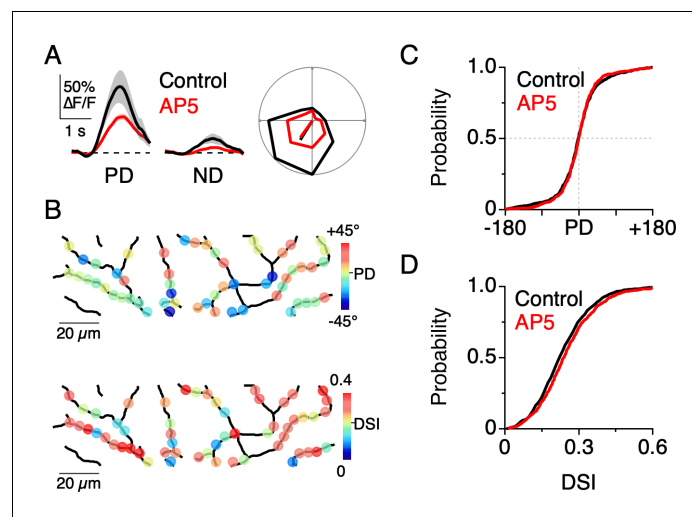 A
50%
ΔF/F
1 s
Control
AP5
PD
ND
B
+45°
PD
-45°
20 µm
0.4
DSI
0
20 µm
C
Control
AP5
Probability
1.0
0.5
0
-180
PD
+180
D
Control
AP5
Probability
1.0
0.5
0
0
0.3
0.6
DSI